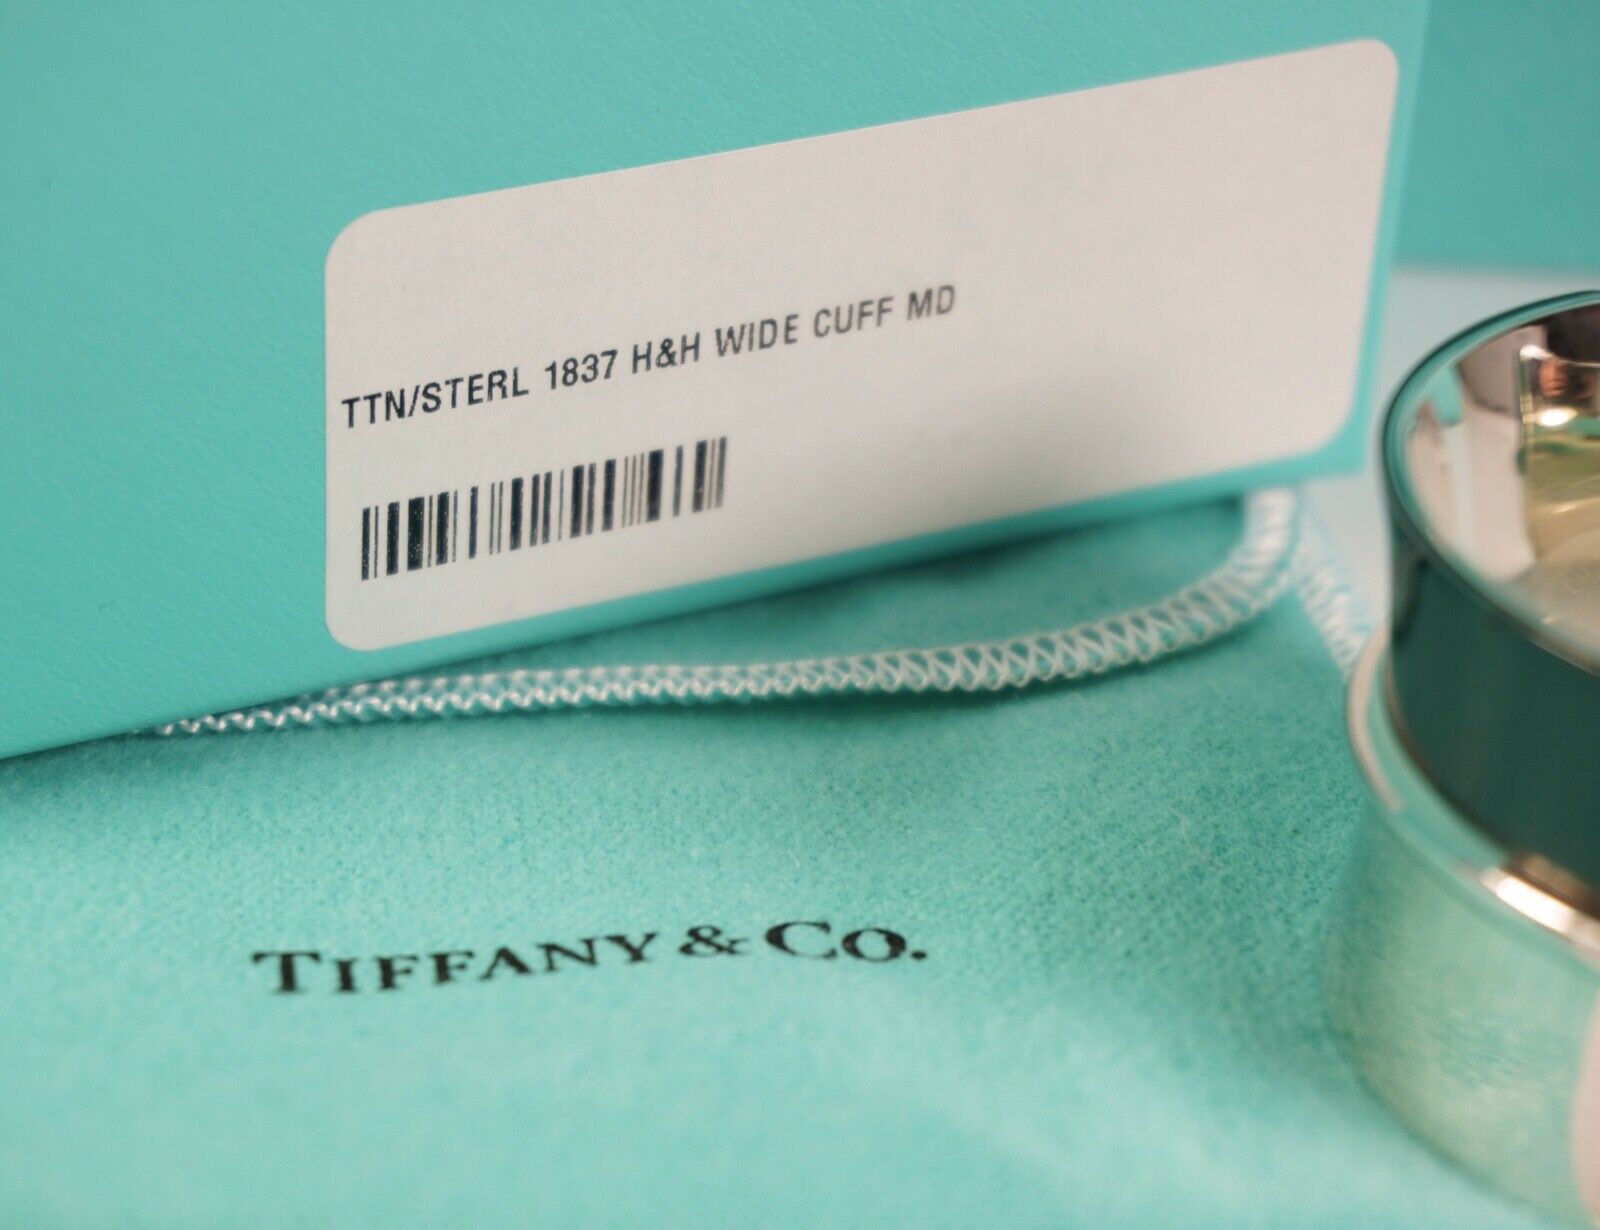 TTN/STERL 1837 H&H WIDE CUFF MD
TIFFANY & CO.